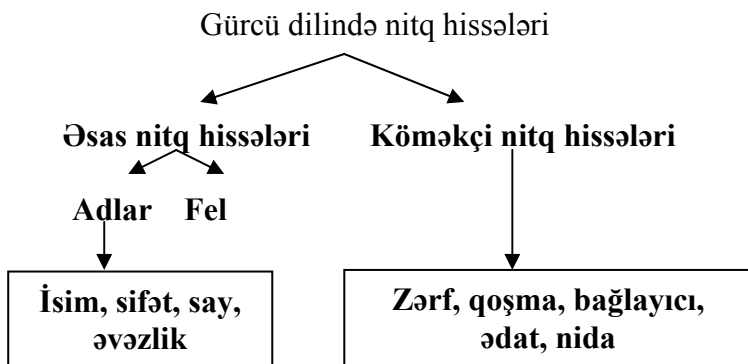 Gürcü dilində nitq hissələri
Əsas nitq hissələri
Köməkçi nitq hissələri
Adlar Fel
İsim, sifət, say,
əvəzlik
Zərf, qoşma, bağlayıcı,
ədat, nida